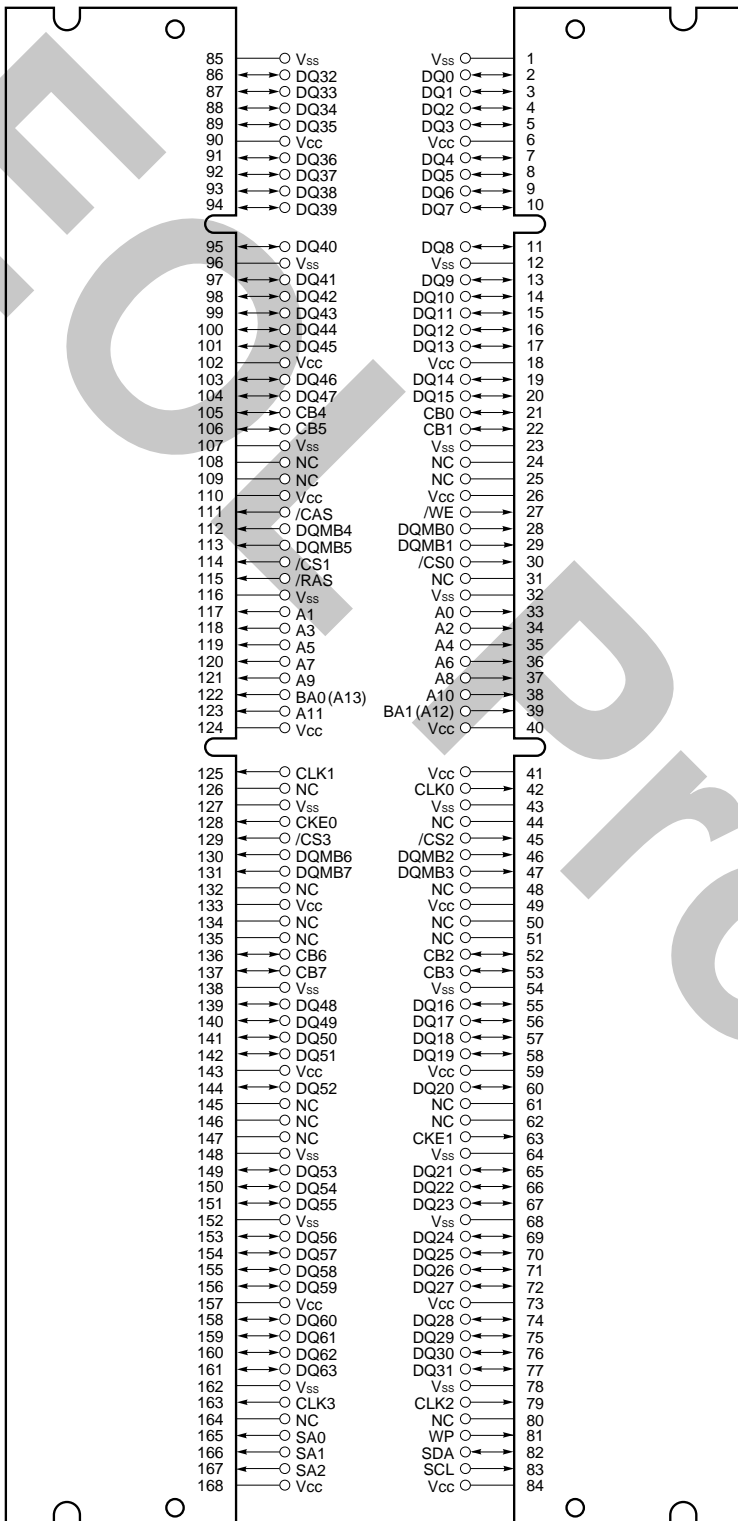 85 Vss Vss 1
86 DQ32 DQ0 2
87 DQ33 DQ1 3
88 DQ34 DQ2 4
89 DQ35 DQ3 5
90 Vcc Vcc 6
91 DQ36 DQ4 7
92 DQ37 DQ5 8
93 DQ38 DQ6 9
94 DQ39 DQ7 10
95 DQ40 DQ8 11
96 Vss Vss 12
97 DQ41 DQ9 13
98 DQ42 DQ10 14
99 DQ43 DQ11 15
100 DQ44 DQ12 16
101 DQ45 DQ13 17
102 Vcc Vcc 18
103 DQ46 DQ14 19
104 DQ47 DQ15 20
105 CB4 CB0 21
106 CB5 CB1 22
107 Vss Vss 23
108 NC NC 24
109 NC NC 25
110 Vcc Vcc 26
111 /CAS /WE 27
112 DQMB4 DQMB0 28
113 DQMB5 DQMB1 29
114 /CS1 /CS0 30
115 /RAS NC 31
116 Vss Vss 32
117 A1 A0 33
118 A3 A2 34
119 A5 A4 35
120 A7 A6 36
121 A9 A8 37
122 BA0 (A13) A10 38
123 A11 BA1 (A12) 39
124 Vcc Vcc 40
125 CLK1 Vcc 41
126 NC CLK0 42
127 Vss Vss 43
128 CKE0 NC 44
129 /CS3 /CS2 45
130 DQMB6 DQMB2 46
131 DQMB7 DQMB3 47
132 NC NC 48
133 Vcc Vcc 49
134 NC NC 50
135 NC NC 51
136 CB6 CB2 52
137 CB7 CB3 53
138 Vss Vss 54
139 DQ48 DQ16 55
140 DQ49 DQ17 56
141 DQ50 DQ18 57
142 DQ51 DQ19 58
143 Vcc Vcc 59
144 DQ52 DQ20 60
145 NC NC 61
146 NC NC 62
147 NC CKE1 63
148 Vss Vss 64
149 DQ53 DQ21 65
150 DQ54 DQ22 66
151 DQ55 DQ23 67
152 Vss Vss 68
153 DQ56 DQ24 69
154 DQ57 DQ25 70
155 DQ58 DQ26 71
156 DQ59 DQ27 72
157 Vcc Vcc 73
158 DQ60 DQ28 74
159 DQ61 DQ29 75
160 DQ62 DQ30 76
161 DQ63 DQ31 77
162 Vss Vss 78
163 CLK3 CLK2 79
164 NC NC 80
165 SA0 WP 81
166 SA1 SDA 82
167 SA2 SCL 83
168 Vcc Vcc 84
EOL Pro